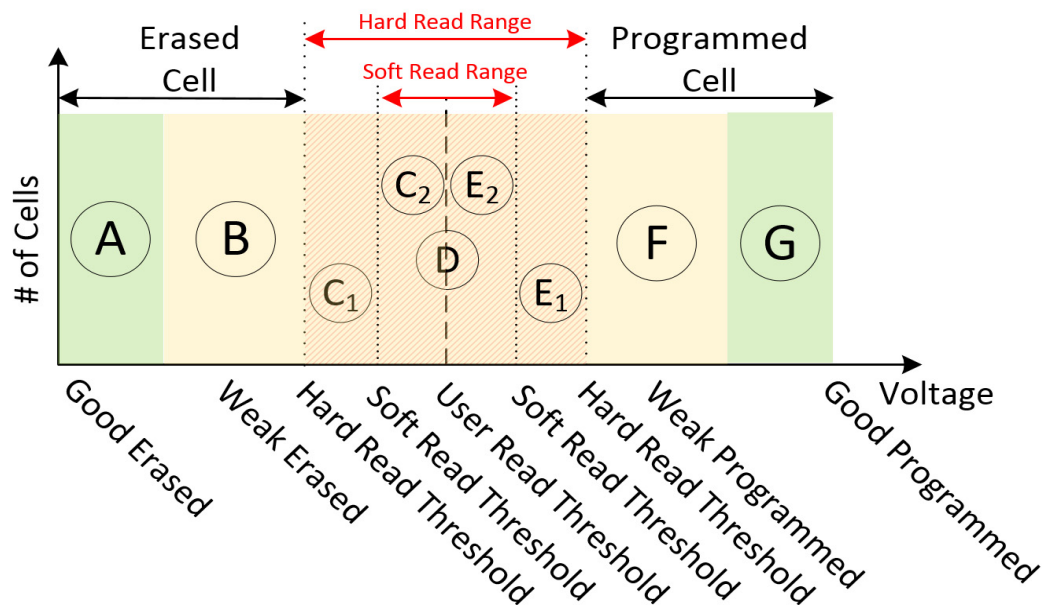 Erased
Cell
Hard Read Range
Soft Read Range
Programmed
Cell
# of Cells
A
B
C1
C2
D
E2
E1
F
G
Voltage
Good Erased
Weak Erased
Hard Read Threshold
Soft Read Threshold
User Read Threshold
Soft Read Threshold
Hard Read Threshold
Weak Programmed
Good Programmed